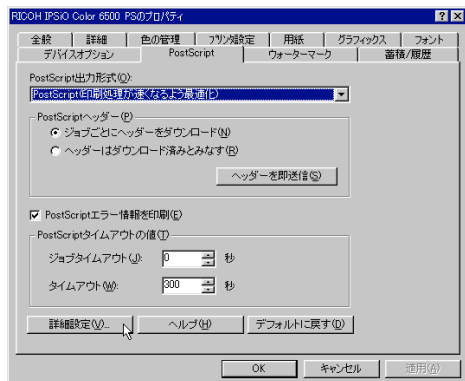 RICOH IPSiO Color 6500 PSのプロパティ
全般 詳細 色の管理 プリンタ設定 用紙 グラフィックス フォント
デバイスオプション PostScript ウォーターマーク 蓄積/履歴
PostScript出力形式(O):
PostScript(印刷処理が速くなるよう最適化)
PostScriptヘッダー(P)
ジョブごとにヘッダーをダウンロード(N)
ヘッダーはダウンロード済みとみなす(R)
ヘッダーを即送信(S)
PostScriptエラー情報を印刷(E)
PostScriptタイムアウトの値(T)
ジョブタイムアウト(J): 0 秒
タイムアウト(W): 300 秒
詳細設定(V)... ヘルプ(H) デフォルトに戻す(D)
OK キャンセル 適用(A)